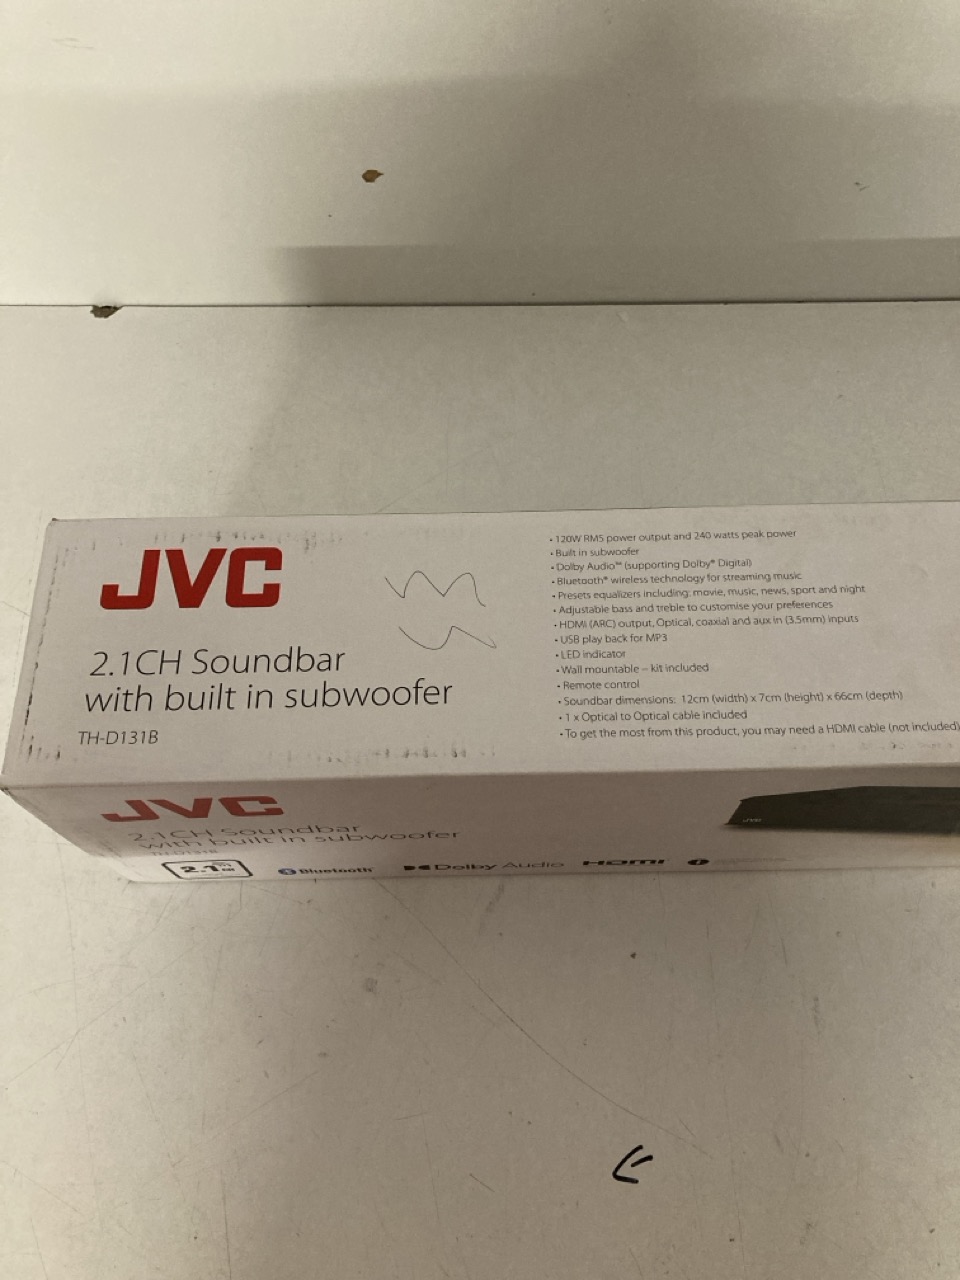 JVC
2.1CH Soundbar
with built in subwoofer
TH-D131B
• 120W RMS power output and 240 watts peak power
• Built in subwoofer
• Dolby Audio™ (supporting Dolby® Digital)
• Bluetooth® wireless technology for streaming music
• Presets equalizers including: movie, music, news, sport and night
• Adjustable bass and treble to customise your preferences
• HDMI (ARC) output, Optical, coaxial and aux in (3.5mm) inputs
• USB play back for MP3
• LED indicator
• Wall mountable – kit included
• Remote control
• Soundbar dimensions: 12cm (width) x 7cm (height) x 66cm (depth)
• 1 x Optical to Optical cable included
• To get the most from this product, you may need a HDMI cable (not included)
JVC
2.1CH Soundbar
with built in subwoofer
TH-D131B
JVC
2.1
Bluetooth
Dolby Audio
HDMI